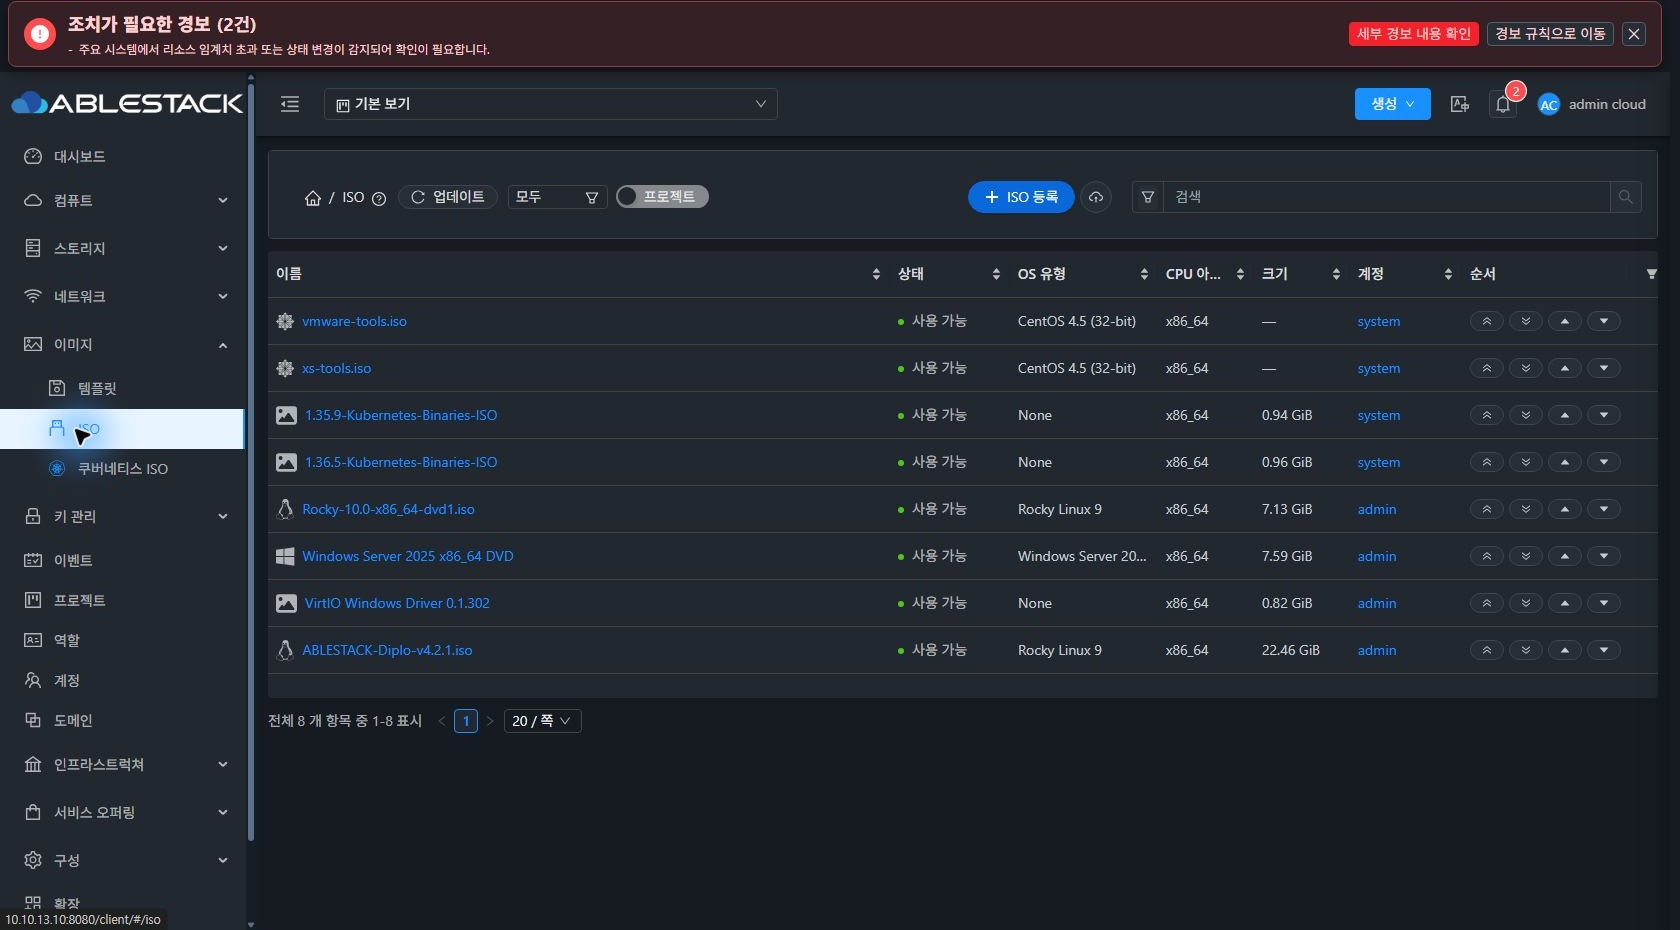 조치가 필요한 경보 (2건)
- 주요 시스템에서 리소스 임계치 초과 또는 상태 변경이 감지되어 확인이 필요합니다.
세부 경보 내용 확인
경보 규칙으로 이동
ABLESTACK
기본 보기
생성
2
AC
admin cloud
대시보드
컴퓨트
스토리지
네트워크
이미지
템플릿
ISO
쿠버네티스 ISO
키 관리
이벤트
프로젝트
역할
계정
도메인
인프라스트럭쳐
서비스 오퍼링
구성
확장
10.10.13.10:8080/client/#/iso
/ ISO
업데이트
모두
프로젝트
ISO 등록
검색
이름 상태 OS 유형 CPU 아... 크기 계정 순서
vmware-tools.iso 사용 가능 CentOS 4.5 (32-bit) x86_64 — system
xs-tools.iso 사용 가능 CentOS 4.5 (32-bit) x86_64 — system
1.35.9-Kubernetes-Binaries-ISO 사용 가능 None x86_64 0.94 GiB system
1.36.5-Kubernetes-Binaries-ISO 사용 가능 None x86_64 0.96 GiB system
Rocky-10.0-x86_64-dvd1.iso 사용 가능 Rocky Linux 9 x86_64 7.13 GiB admin
Windows Server 2025 x86_64 DVD 사용 가능 Windows Server 20... x86_64 7.59 GiB admin
VirtIO Windows Driver 0.1.302 사용 가능 None x86_64 0.82 GiB admin
ABLESTACK-Diplo-v4.2.1.iso 사용 가능 Rocky Linux 9 x86_64 22.46 GiB admin
전체 8 개 항목 중 1-8 표시
1
20 / 쪽